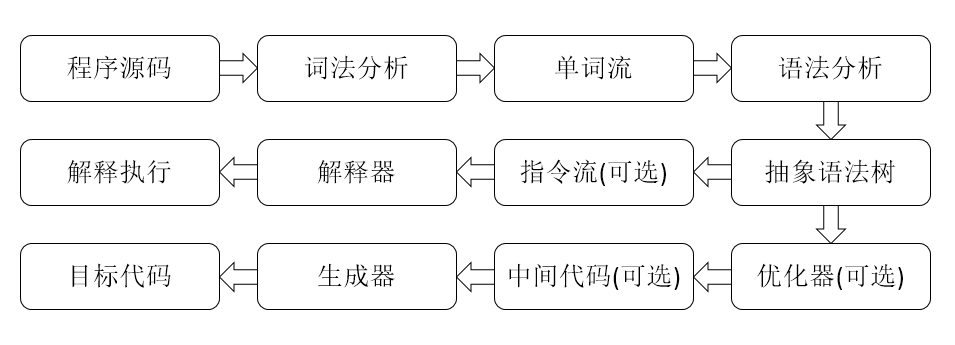 程序源码
词法分析
单词流
语法分析
解释执行
解释器
指令流(可选)
抽象语法树
目标代码
生成器
中间代码(可选)
优化器(可选)